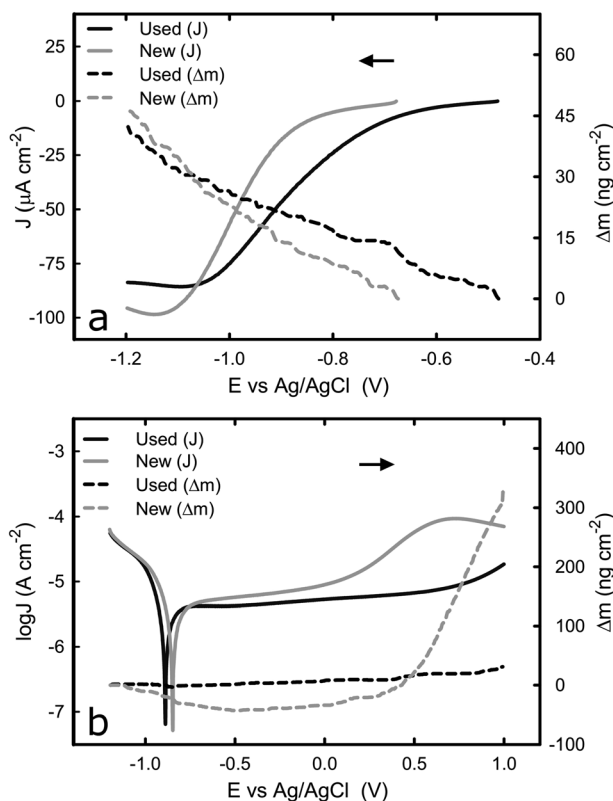 Used (J)
New (J)
Used (Δm)
New (Δm)
25
0
-25
-50
-75
-100
J (μA cm-2)
60
45
30
15
0
Δm (ng cm-2)
a
-1.2
-1.0
-0.8
-0.6
-0.4
E vs Ag/AgCl (V)
Used (J)
New (J)
Used (Δm)
New (Δm)
-3
-4
-5
-6
-7
logJ (A cm-2)
400
300
200
100
0
-100
Δm (ng cm-2)
b
-1.0
-0.5
0.0
0.5
1.0
E vs Ag/AgCl (V)